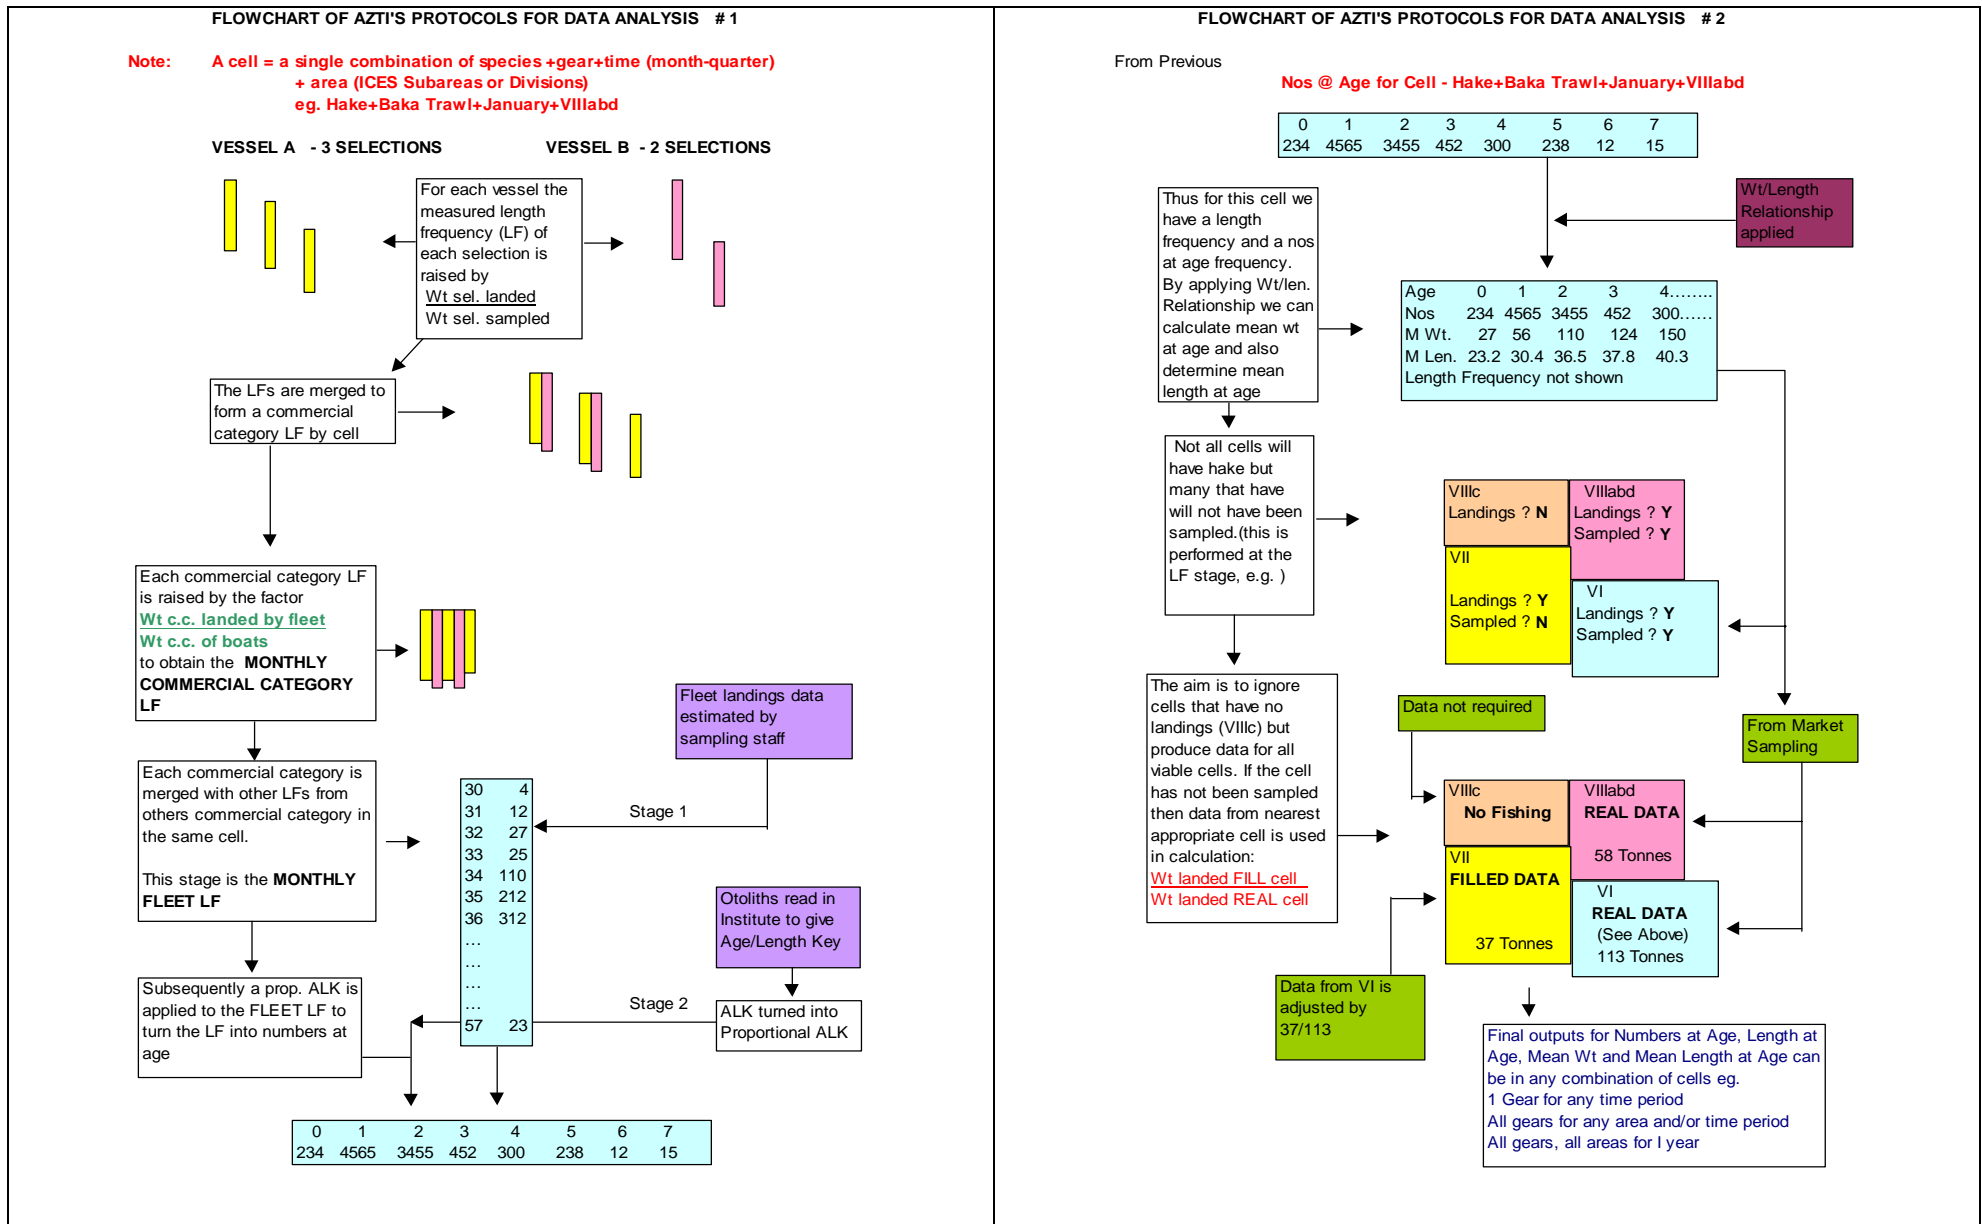 FLOWCHART OF AZTI'S PROTOCOLS FOR DATA ANALYSIS # 1
Note: A cell = a single combination of species +gear+time (month-quarter)
+ area (ICES Subareas or Divisions)
eg. Hake+Baka Trawl+January+VIIIabd
VESSEL A - 3 SELECTIONS
VESSEL B - 2 SELECTIONS
For each vessel the
measured length
frequency (LF) of
each selection is
raised by
Wt sel. landed
Wt sel. sampled
The LFs are merged to
form a commercial
category LF by cell
Each commercial category LF
is raised by the factor
Wt c.c. landed by fleet
Wt c.c. of boats
to obtain the MONTHLY
COMMERCIAL CATEGORY
LF
Fleet landings data
estimated by
sampling staff
Each commercial category is
merged with other LFs from
others commercial category in
the same cell.
This stage is the MONTHLY
FLEET LF
30 4
31 12
32 27
33 25
34 110
35 212
36 312
...
...
...
...
57 23
Stage 1
Otoliths read in
Institute to give
Age/Length Key
Stage 2
ALK turned into
Proportional ALK
Subsequently a prop. ALK is
applied to the FLEET LF to
turn the LF into numbers at
age
0 1 2 3 4 5 6 7
234 4565 3455 452 300 238 12 15
FLOWCHART OF AZTI'S PROTOCOLS FOR DATA ANALYSIS # 2
From Previous
Nos @ Age for Cell - Hake+Baka Trawl+January+VIIIabd
0 1 2 3 4 5 6 7
234 4565 3455 452 300 238 12 15
Wt/Length
Relationship
applied
Thus for this cell we
have a length
frequency and a nos
at age frequency.
By applying Wt/len.
Relationship we can
calculate mean wt
at age and also
determine mean
length at age
Age 0 1 2 3 4........
Nos 234 4565 3455 452 300......
M Wt. 27 56 110 124 150
M Len. 23.2 30.4 36.5 37.8 40.3
Length Frequency not shown
Not all cells will
have hake but
many that have
will not have been
sampled.(this is
performed at the
LF stage, e.g. )
VIIIc
Landings ? N
VIIIabd
Landings ? Y
Sampled ? Y
VII
Landings ? Y
Sampled ? N
VI
Landings ? Y
Sampled ? Y
The aim is to ignore
cells that have no
landings (VIIIc) but
produce data for all
viable cells. If the cell
has not been sampled
then data from nearest
appropriate cell is used
in calculation:
Wt landed FILL cell
Wt landed REAL cell
Data not required
From Market
Sampling
VIIIc
No Fishing
VIIIabd
REAL DATA
58 Tonnes
VII
FILLED DATA
37 Tonnes
VI
REAL DATA
(See Above)
113 Tonnes
Data from VI is
adjusted by
37/113
Final outputs for Numbers at Age, Length at
Age, Mean Wt and Mean Length at Age can
be in any combination of cells eg.
1 Gear for any time period
All gears for any area and/or time period
All gears, all areas for I year